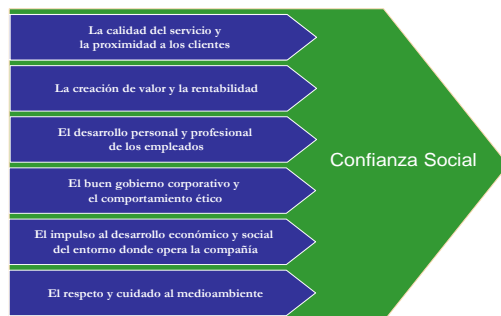 La calidad del servicio y
la proximidad a los clientes
La creación de valor y la rentabilidad
El desarrollo personal y profesional
de los empleados
El buen gobierno corporativo y
el comportamiento ético
El impulso al desarrollo económico y social
del entorno donde opera la compañía
El respeto y cuidado al medioambiente
Confianza Social